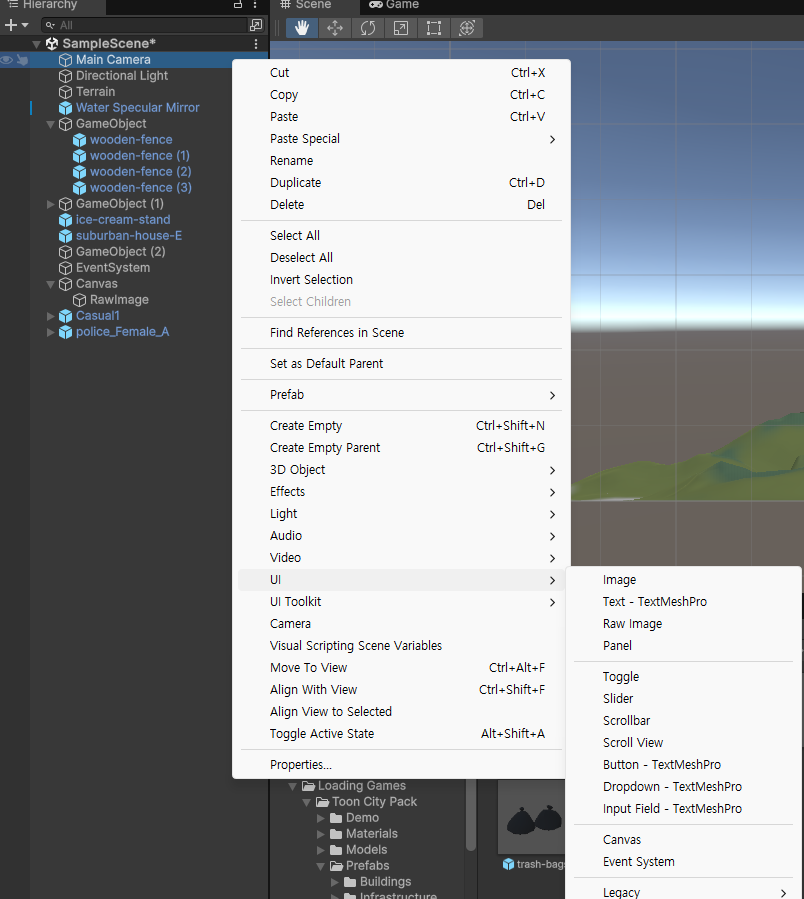 Hierarchy
Scene
Game
All
SampleScene*
Main Camera
Directional Light
Terrain
Water Specular Mirror
GameObject
wooden-fence
wooden-fence (1)
wooden-fence (2)
wooden-fence (3)
GameObject (1)
ice-cream-stand
suburban-house-E
GameObject (2)
EventSystem
Canvas
RawImage
Casual1
police_Female_A
Cut Ctrl+X
Copy Ctrl+C
Paste Ctrl+V
Paste Special
Rename
Duplicate Ctrl+D
Delete Del
Select All
Deselect All
Invert Selection
Select Children
Find References in Scene
Set as Default Parent
Prefab
Create Empty Ctrl+Shift+N
Create Empty Parent Ctrl+Shift+G
3D Object
Effects
Light
Audio
Video
UI
UI Toolkit
Camera
Visual Scripting Scene Variables
Move To View Ctrl+Alt+F
Align With View Ctrl+Shift+F
Align View to Selected
Toggle Active State Alt+Shift+A
Properties...
Image
Text - TextMeshPro
Raw Image
Panel
Toggle
Slider
Scrollbar
Scroll View
Button - TextMeshPro
Dropdown - TextMeshPro
Input Field - TextMeshPro
Canvas
Event System
Legacy
Loading Games
Toon City Pack
Demo
Materials
Models
Prefabs
Buildings
Infrastructure
trash-bags